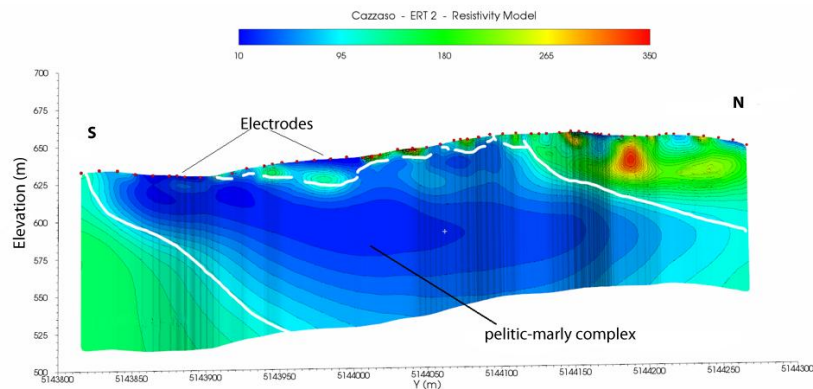 Cazzaso - ERT 2 - Resistivity Model
10 95 180 265 350
S
N
Electrodes
Elevation (m)
700
675
650
625
600
575
550
525
500
pelitic-marly complex
5143800 5143850 5143900 5143950 5144000 5144050 5144100 5144150 5144200 5144250 5144300
Y (m)